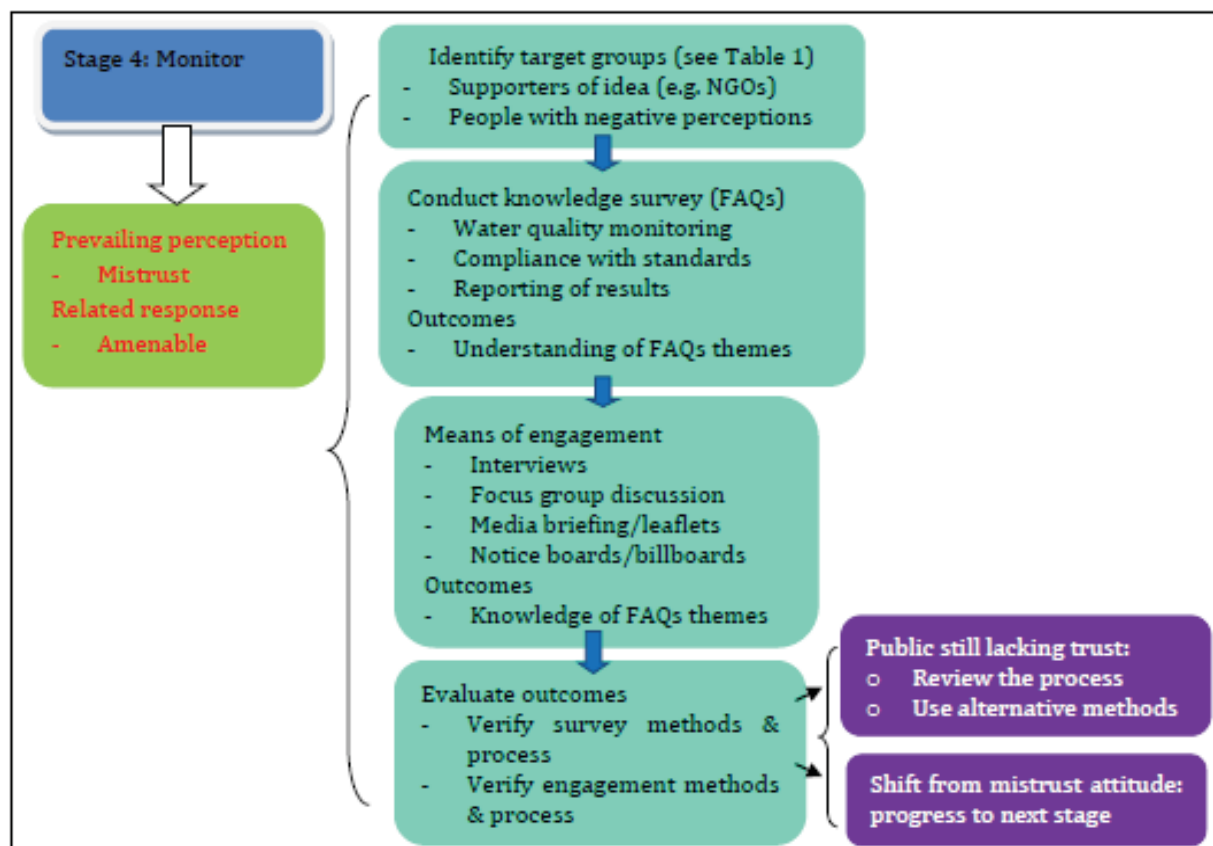 Stage 4: Monitor
Prevailing perception
- Mistrust
Related response
- Amenable
Identify target groups (see Table 1)
- Supporters of idea (e.g. NGOs)
- People with negative perceptions
Conduct knowledge survey (FAQs)
- Water quality monitoring
- Compliance with standards
- Reporting of results
Outcomes
- Understanding of FAQs themes
Means of engagement
- Interviews
- Focus group discussion
- Media briefing/leaflets
- Notice boards/billboards
Outcomes
- Knowledge of FAQs themes
Evaluate outcomes
- Verify survey methods &
process
- Verify engagement methods
& process
Public still lacking trust:
o Review the process
o Use alternative methods
Shift from mistrust attitude:
progress to next stage